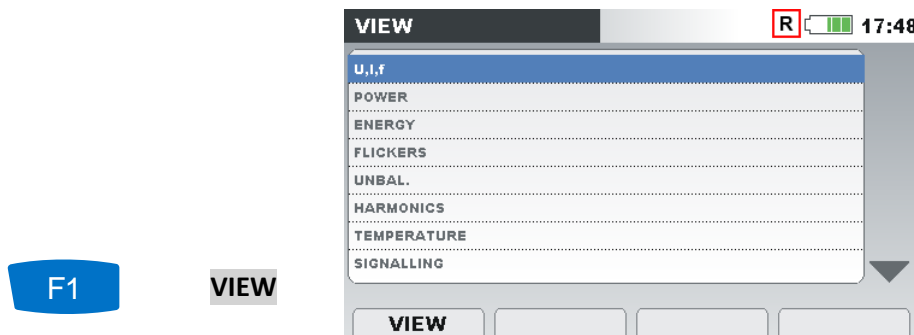 VIEW R 17:48
U,I,f
POWER
ENERGY
FLICKERS
UNBAL.
HARMONICS
TEMPERATURE
SIGNALLING
F1 VIEW
VIEW